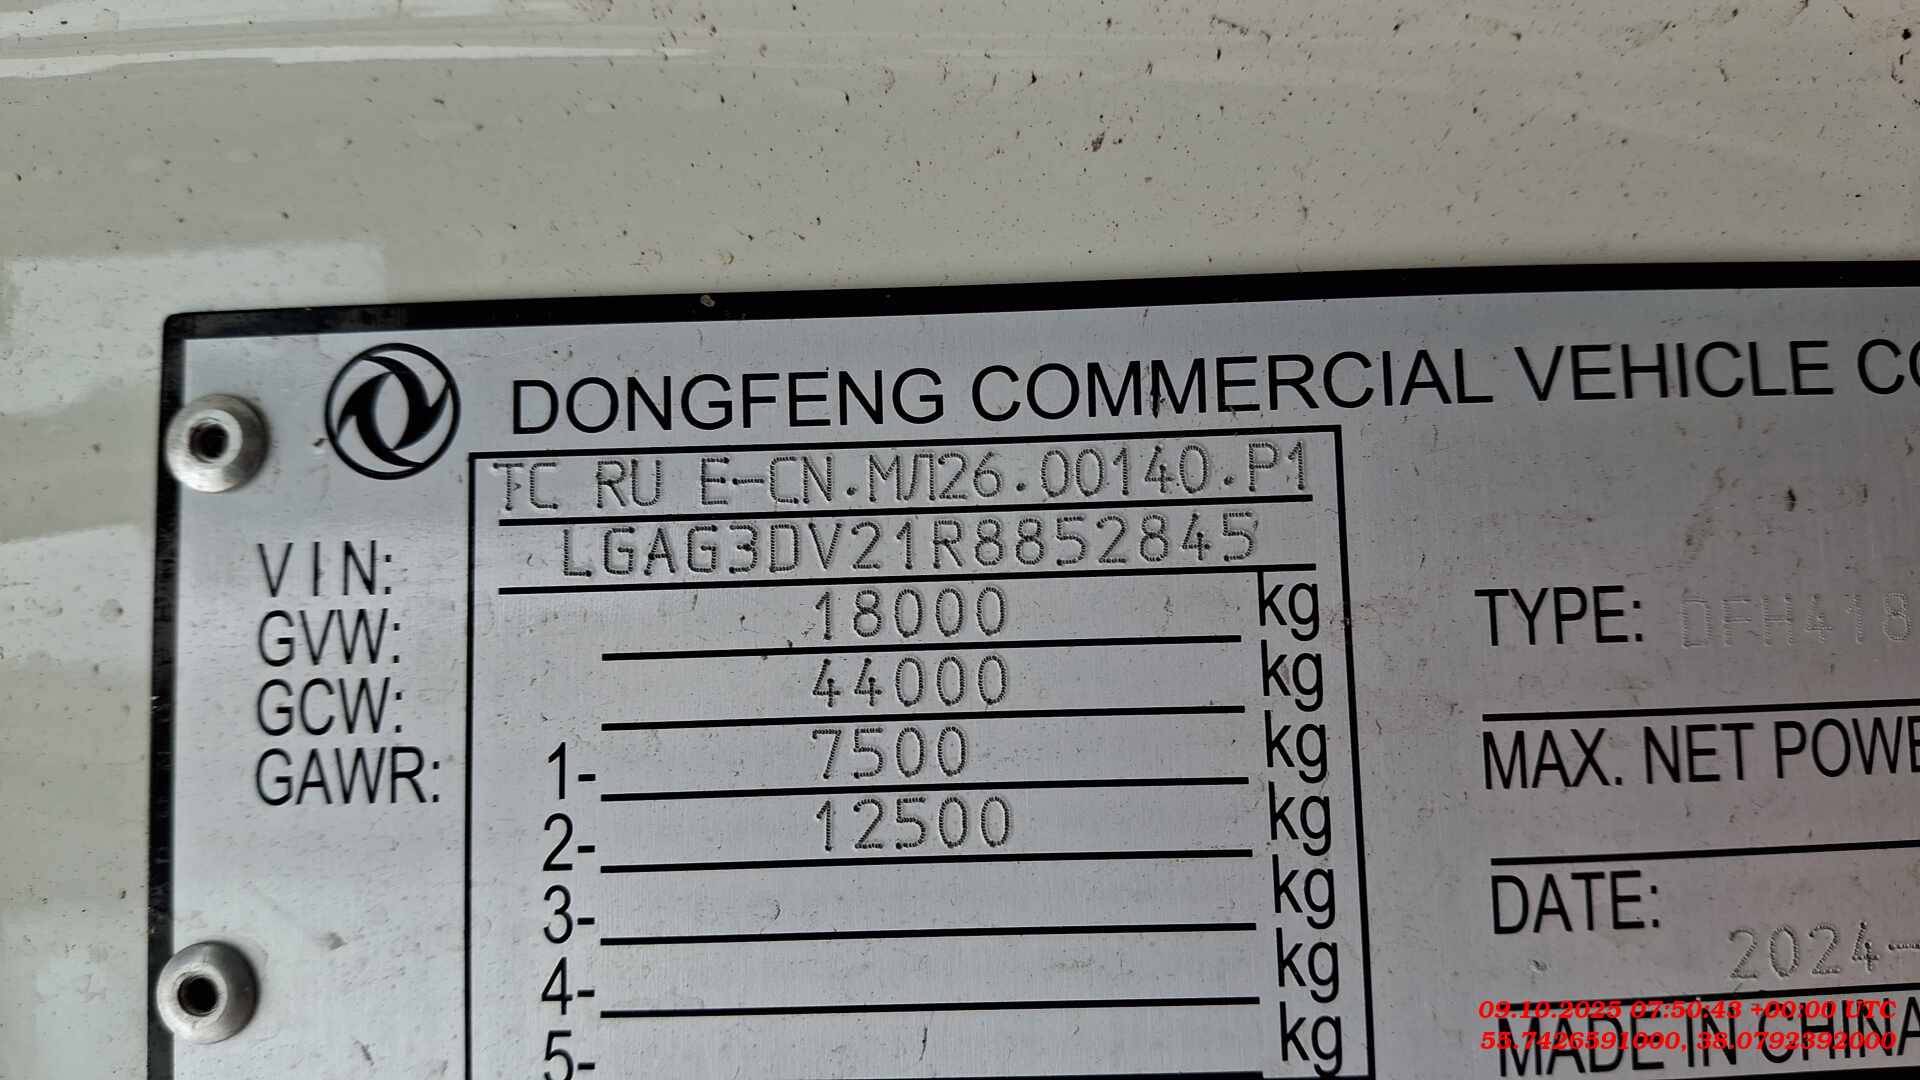 DONGFENG COMMERCIAL VEHICLE CO
TC RU E-CN.МЛ26.00140.P1
VIN: LGAG3DV21R8852845
GVW: 18000 kg
GCW: 44000 kg
GAWR: 1- 7500 kg
2- 12500 kg
3- kg
4- kg
5- kg
TYPE: DFH418
MAX. NET POWE
DATE:
2024-
MADE IN CHINA
09.10.2025 07:50:43 +00:00 UTC
55.7426591000, 38.0792392000